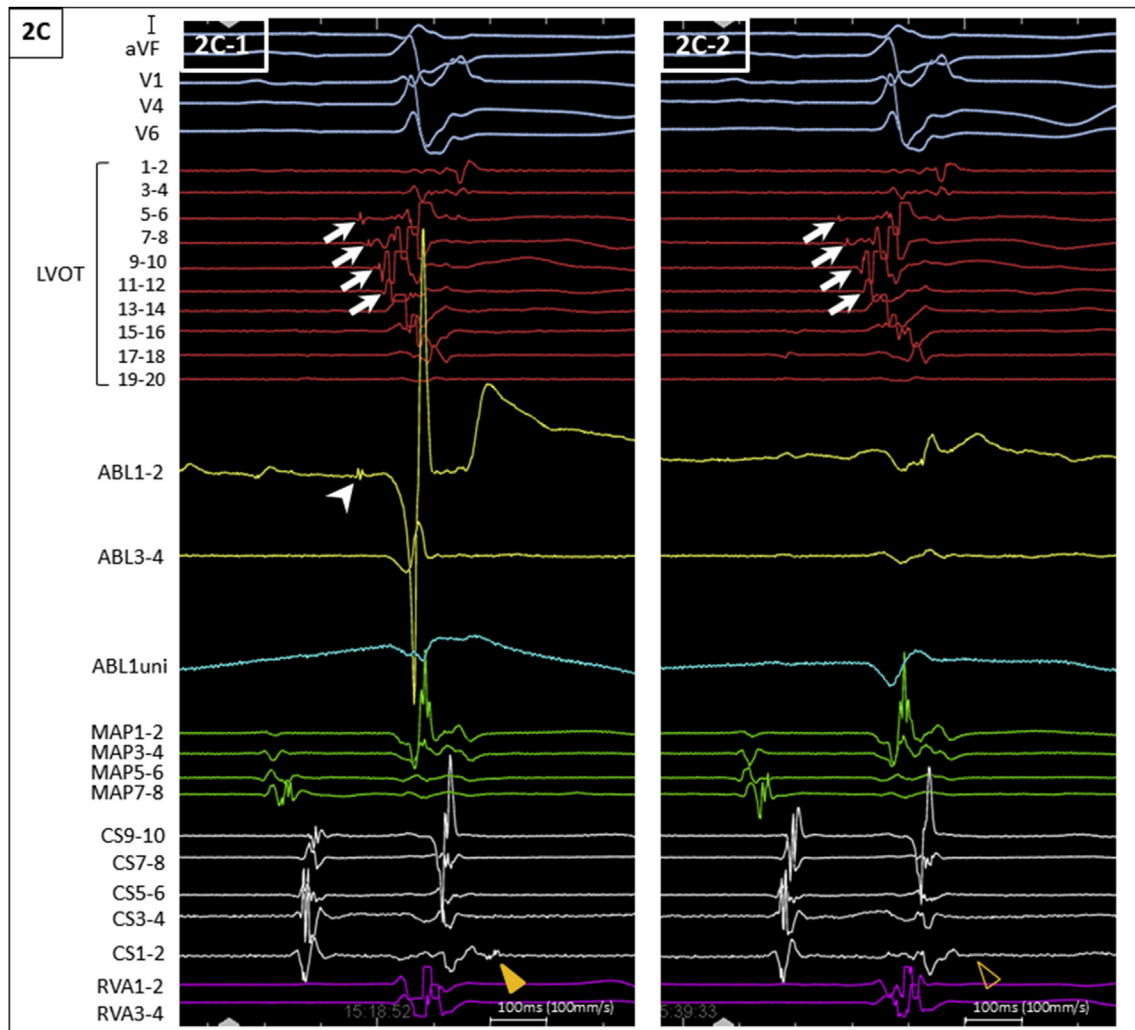 2C
2C-1
2C-2
I
aVF
V1
V4
V6
LVOT
1-2
3-4
5-6
7-8
9-10
11-12
13-14
15-16
17-18
19-20
ABL1-2
ABL3-4
ABL1uni
MAP1-2
MAP3-4
MAP5-6
MAP7-8
CS9-10
CS7-8
CS5-6
CS3-4
CS1-2
RVA1-2
RVA3-4
15:18:52
100ms (100mm/s)
5:39:33
100ms (100mm/s)